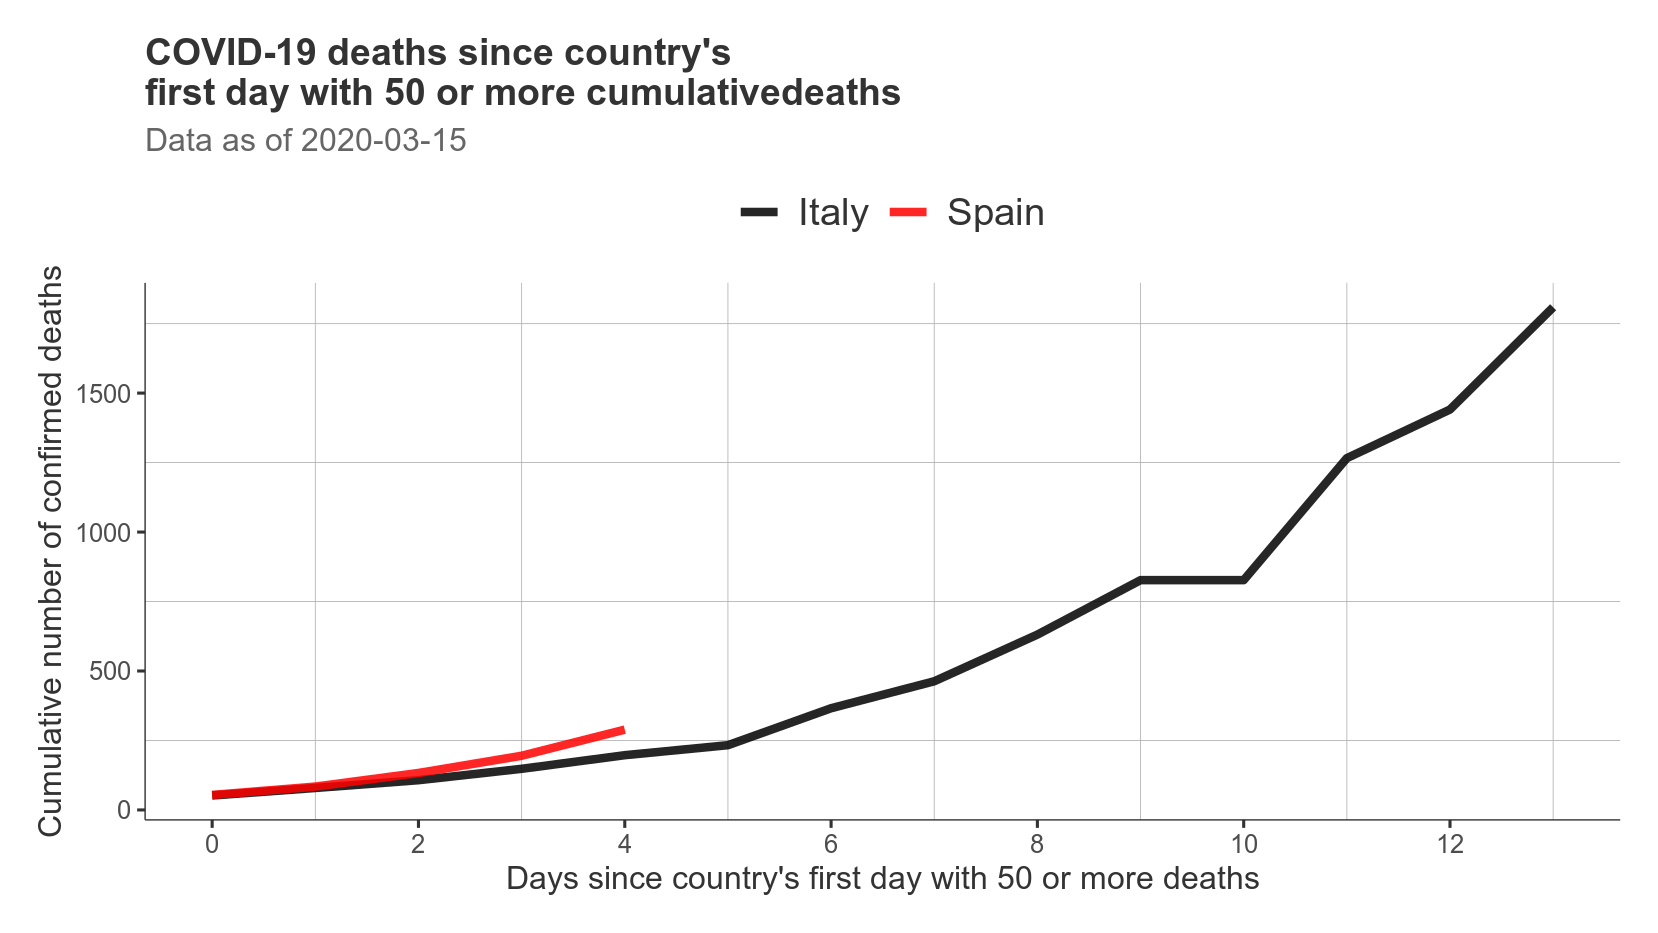 COVID-19 deaths since country's
first day with 50 or more cumulativedeaths
Data as of 2020-03-15
Italy Spain
Cumulative number of confirmed deaths
1500
1000
500
0
0 2 4 6 8 10 12
Days since country's first day with 50 or more deaths